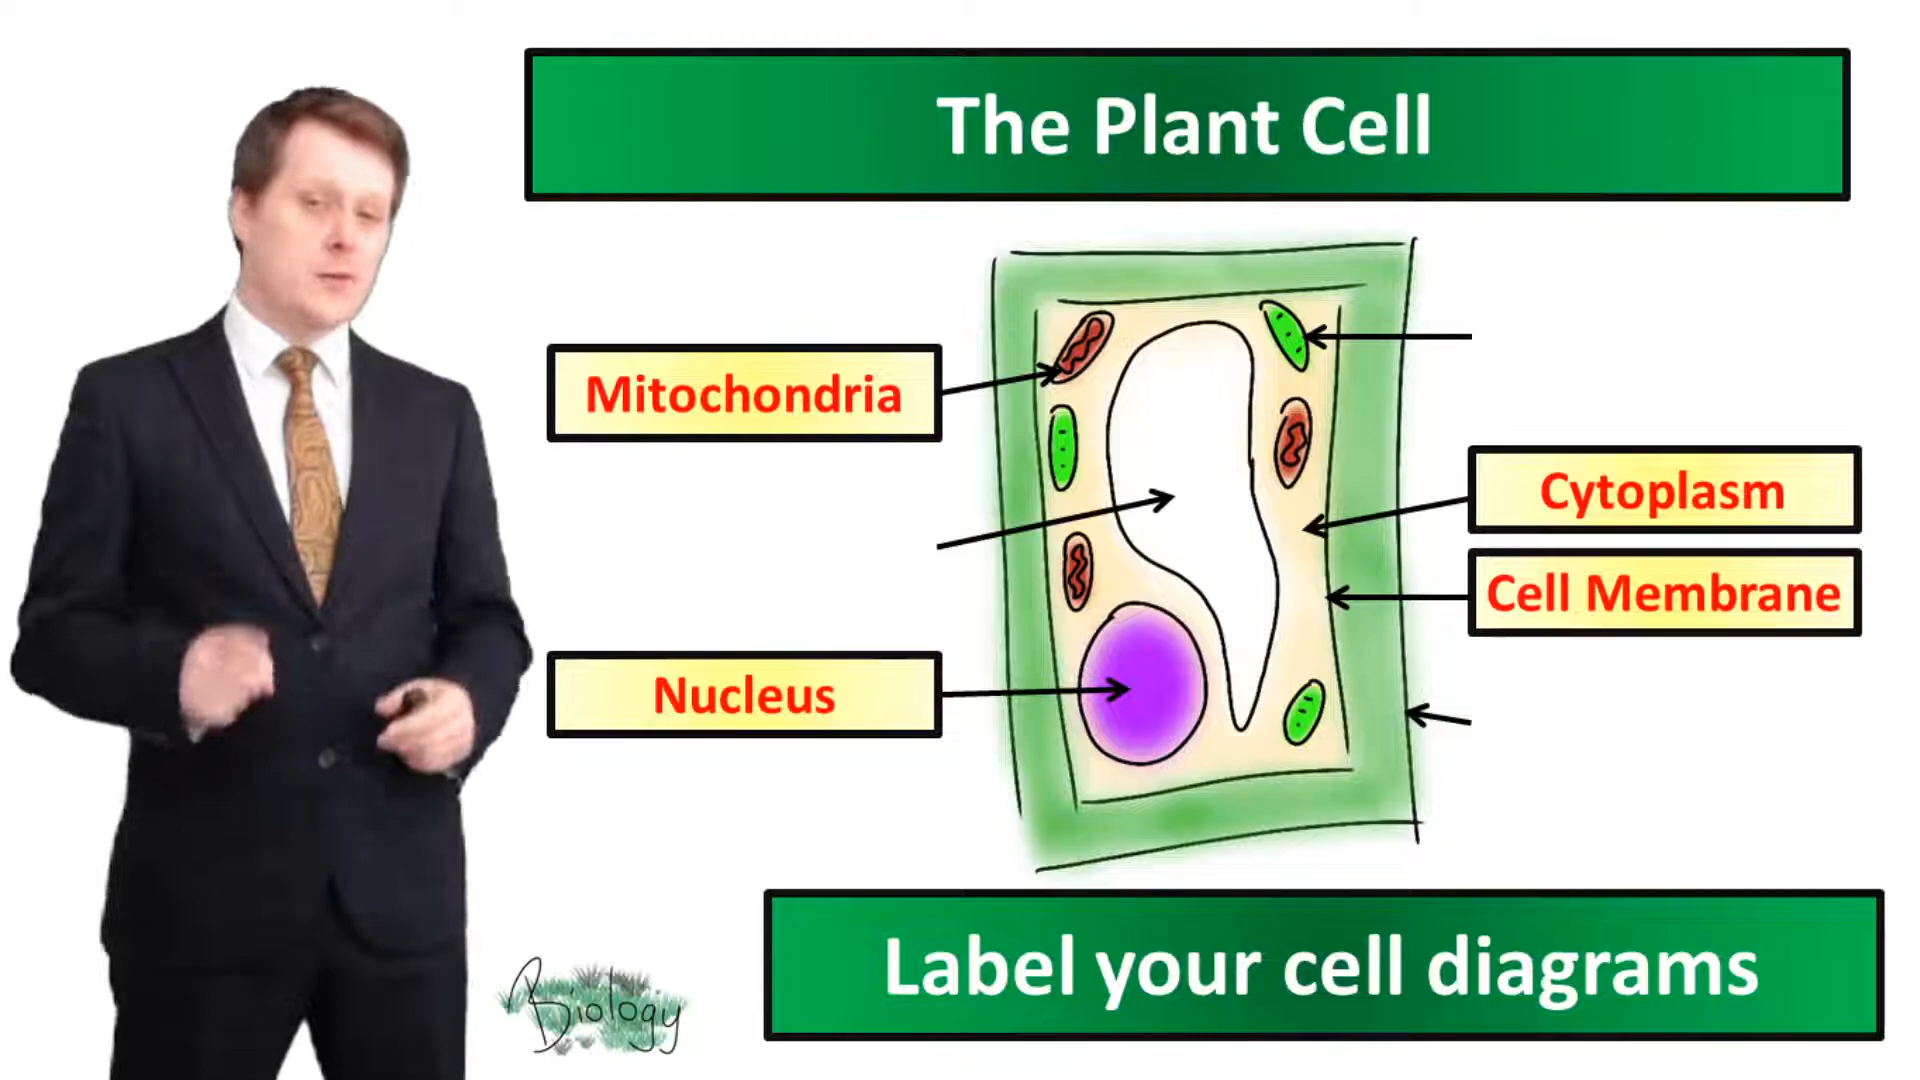 The Plant Cell
Mitochondria
Cytoplasm
Cell Membrane
Nucleus
Label your cell diagrams
Biology